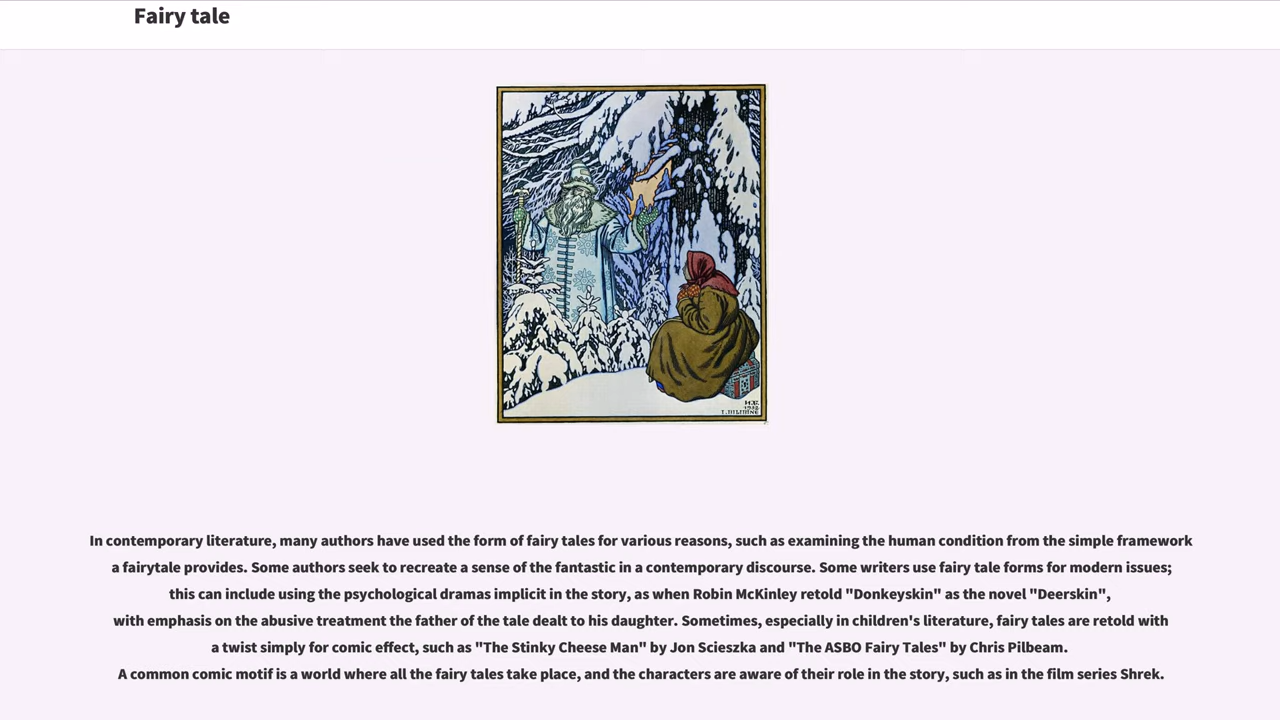 Fairy tale
In contemporary literature, many authors have used the form of fairy tales for various reasons, such as examining the human condition from the simple framework
a fairytale provides. Some authors seek to recreate a sense of the fantastic in a contemporary discourse. Some writers use fairy tale forms for modern issues;
this can include using the psychological dramas implicit in the story, as when Robin McKinley retold "Donkeyskin" as the novel "Deerskin",
with emphasis on the abusive treatment the father of the tale dealt to his daughter. Sometimes, especially in children's literature, fairy tales are retold with
a twist simply for comic effect, such as "The Stinky Cheese Man" by Jon Scieszka and "The ASBO Fairy Tales" by Chris Pilbeam.
A common comic motif is a world where all the fairy tales take place, and the characters are aware of their role in the story, such as in the film series Shrek.